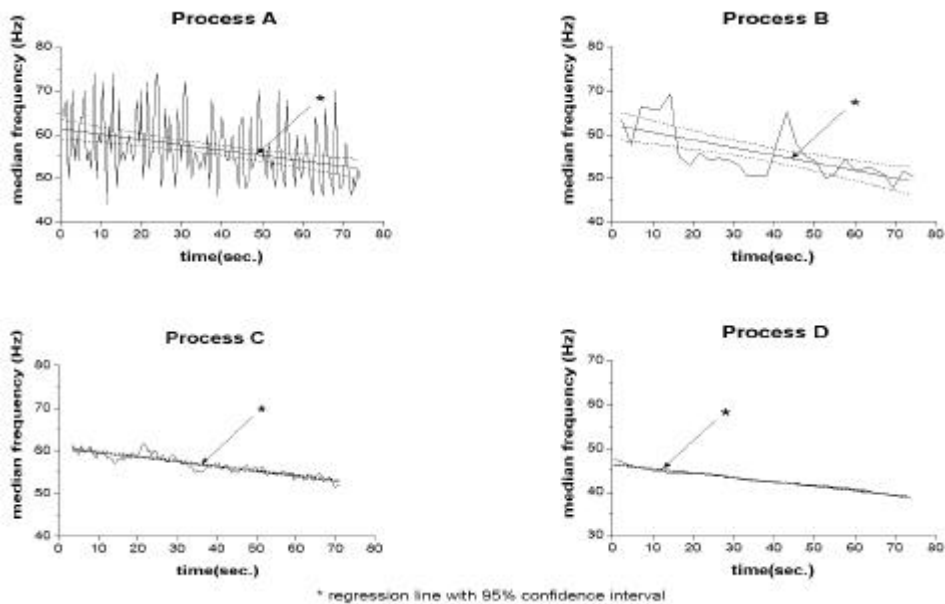 Process A
median frequency (Hz)
80
70
60
50
40
*
0 10 20 30 40 50 60 70 80
time(sec.)
Process B
median frequency (Hz)
80
70
60
50
40
*
0 10 20 30 40 50 60 70 80
time(sec.)
Process C
median frequency (Hz)
80
70
60
50
40
*
0 10 20 30 40 50 60 70 80
time(sec.)
Process D
median frequency (Hz)
70
60
50
40
30
*
0 10 20 30 40 50 60 70 80
time(sec.)
* regression line with 95% confidence interval